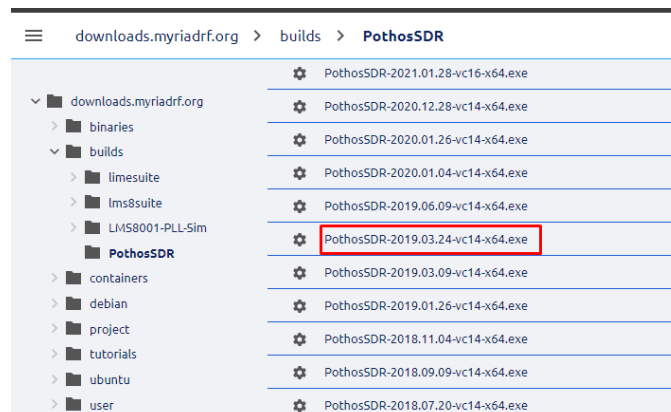 downloads.myriadrf.org > builds > PothosSDR
downloads.myriadrf.org
binaries
builds
limesuite
lms8suite
LMS8001-PLL-Sim
PothosSDR
containers
debian
project
tutorials
ubuntu
user
PothosSDR-2021.01.28-vc16-x64.exe
PothosSDR-2020.12.28-vc14-x64.exe
PothosSDR-2020.01.26-vc14-x64.exe
PothosSDR-2020.01.04-vc14-x64.exe
PothosSDR-2019.06.09-vc14-x64.exe
PothosSDR-2019.03.24-vc14-x64.exe
PothosSDR-2019.03.09-vc14-x64.exe
PothosSDR-2019.01.26-vc14-x64.exe
PothosSDR-2018.11.04-vc14-x64.exe
PothosSDR-2018.09.09-vc14-x64.exe
PothosSDR-2018.07.20-vc14-x64.exe